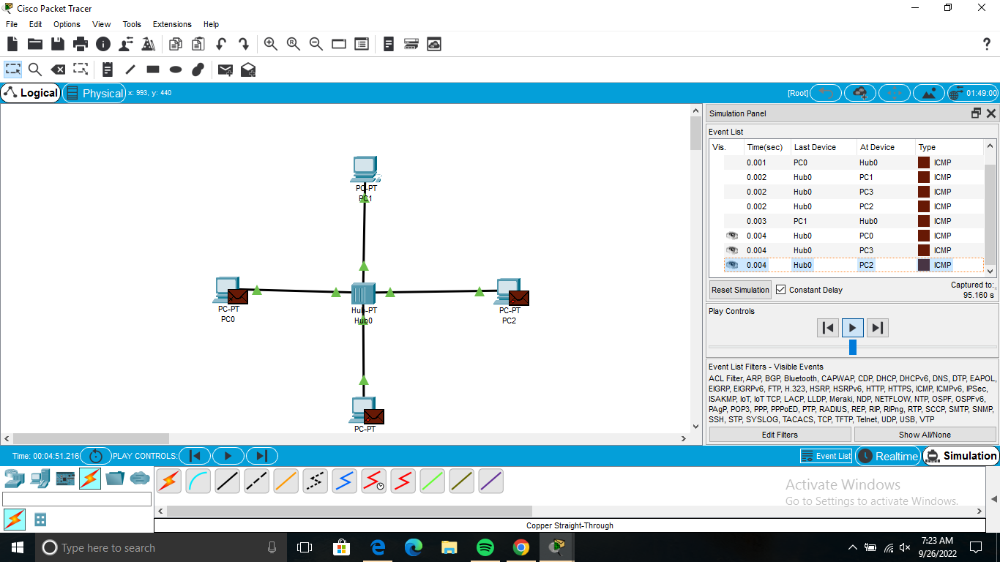 Cisco Packet Tracer
File Edit Options View Tools Extensions Help
?
Logical Physical x: 993, y: 440 [Root] 01:49:00
Simulation Panel
Event List
Vis. Time(sec) Last Device At Device Type
0.001 PC0 Hub0 ICMP
0.002 Hub0 PC1 ICMP
0.002 Hub0 PC3 ICMP
0.002 Hub0 PC2 ICMP
0.003 PC1 Hub0 ICMP
0.004 Hub0 PC0 ICMP
0.004 Hub0 PC3 ICMP
0.004 Hub0 PC2 ICMP
Reset Simulation Constant Delay Captured to:
95.160 s
Play Controls
Event List Filters - Visible Events
ACL Filter, ARP, BGP, Bluetooth, CAPWAP, CDP, DHCP, DHCPv6, DNS, DTP, EAPOL,
EIGRP, EIGRPv6, FTP, H.323, HSRP, HSRPv6, HTTP, HTTPS, ICMP, ICMPv6, IPSec,
ISAKMP, IoT, IoT TCP, LACP, LLDP, Meraki, NDP, NETFLOW, NTP, OSPF, OSPFv6,
PAgP, POP3, PPP, PPPoED, PTP, RADIUS, REP, RIP, RIPng, RTP, SCCP, SMTP, SNMP,
SSH, STP, SYSLOG, TACACS, TCP, TFTP, Telnet, UDP, USB, VTP
Edit Filters Show All/None
PC-PT
PC1
PC-PT
PC0
Hub-PT
Hub0
PC-PT
PC2
PC-PT
Time: 00:04:51.216 PLAY CONTROLS: Event List Realtime Simulation
Activate Windows
Go to Settings to activate Windows.
Copper Straight-Through
Type here to search
7:23 AM
9/26/2022